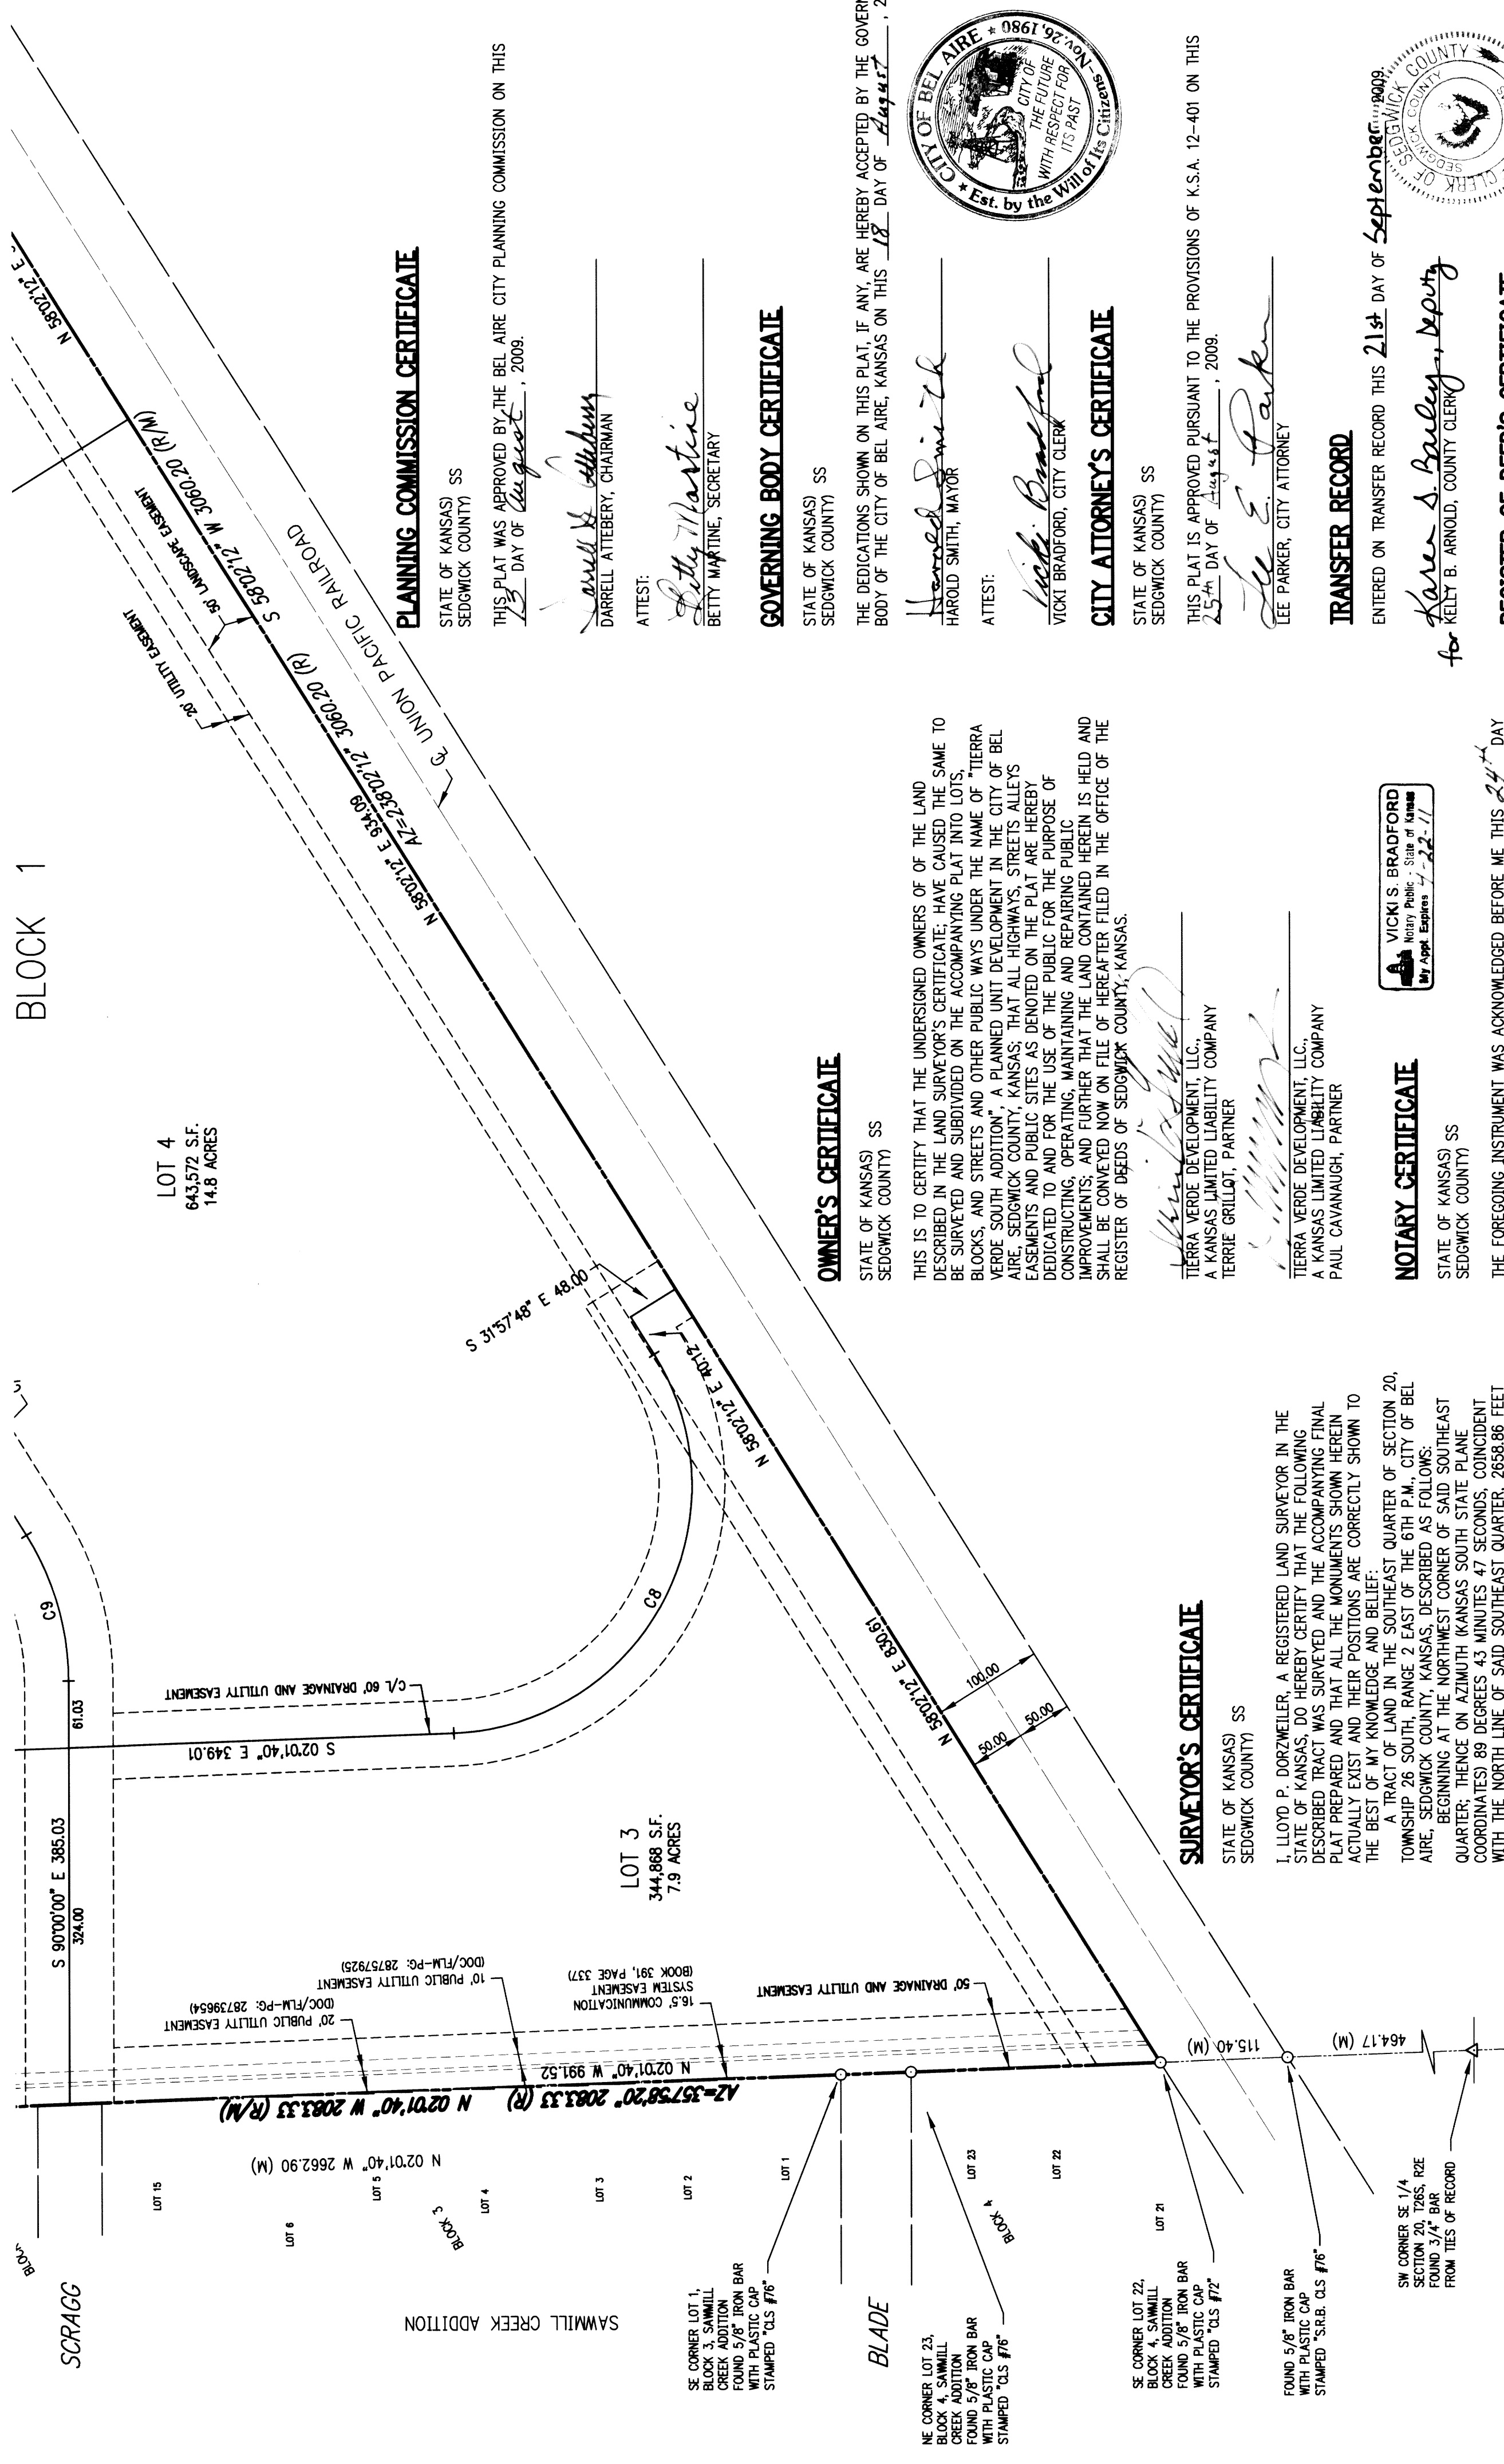 BLOCK 1
LOT 4
643,572 S.F.
14.8 ACRES
N 58°02'12" E
S 58°02'12" W 3060.20 (R/M)
50' LANDSCAPE EASEMENT
20' UTILITY EASEMENT
AZ=238°02'12" 3060.20 (R)
N 58°02'12" E 934.09
℄ UNION PACIFIC RAILROAD
S 31°57'48" E 48.00
N 58°02'12" E 40.12
C9
C8
61.03
S 90°00'00" E 385.03
324.00
C/L 60' DRAINAGE AND UTILITY EASEMENT
S 02°01'40" E 349.01
LOT 3
344,868 S.F.
7.9 ACRES
N 58°02'12" E 830.61
100.00
50.00
50.00
20' PUBLIC UTILITY EASEMENT
(DOC/FLM-PG: 28739654)
10' PUBLIC UTILITY EASEMENT
(DOC/FLM-PG: 28757925)
16.5' COMMUNICATION
SYSTEM EASEMENT
(BOOK 391, PAGE 337)
50' DRAINAGE AND UTILITY EASEMENT
N 02°01'40" W 991.52
N 02°01'40" W 2083.33 (R/M)
AZ=357°58'20" 2083.33 (R)
N 02°01'40" W 2662.90 (M)
115.40 (M)
464.17 (M)
SCRAGG
LOT 15
LOT 6
LOT 5
BLOCK 3
LOT 4
LOT 3
LOT 2
LOT 1
SAWMILL CREEK ADDITION
BLADE
LOT 23
BLOCK 4
LOT 22
LOT 21
SE CORNER LOT 1,
BLOCK 3, SAWMILL
CREEK ADDITION
FOUND 5/8" IRON BAR
WITH PLASTIC CAP
STAMPED "CLS #76"
NE CORNER LOT 23,
BLOCK 4, SAWMILL
CREEK ADDITION
FOUND 5/8" IRON BAR
WITH PLASTIC CAP
STAMPED "CLS #76"
SE CORNER LOT 22,
BLOCK 4, SAWMILL
CREEK ADDITION
FOUND 5/8" IRON BAR
WITH PLASTIC CAP
STAMPED "CLS #72"
FOUND 5/8" IRON BAR
WITH PLASTIC CAP
STAMPED "S.R.B. CLS #76"
SW CORNER SE 1/4
SECTION 20, T26S, R2E
FOUND 3/4" BAR
FROM TIES OF RECORD
SURVEYOR'S CERTIFICATE
STATE OF KANSAS) SS
SEDGWICK COUNTY)
I, LLOYD P. DORZWEILER, A REGISTERED LAND SURVEYOR IN THE
STATE OF KANSAS, DO HEREBY CERTIFY THAT THE FOLLOWING
DESCRIBED TRACT WAS SURVEYED AND THE ACCOMPANYING FINAL
PLAT PREPARED AND THAT ALL THE MONUMENTS SHOWN HEREIN
ACTUALLY EXIST AND THEIR POSITIONS ARE CORRECTLY SHOWN TO
THE BEST OF MY KNOWLEDGE AND BELIEF:
A TRACT OF LAND IN THE SOUTHEAST QUARTER OF SECTION 20,
TOWNSHIP 26 SOUTH, RANGE 2 EAST OF THE 6TH P.M., CITY OF BEL
AIRE, SEDGWICK COUNTY, KANSAS, DESCRIBED AS FOLLOWS:
BEGINNING AT THE NORTHWEST CORNER OF SAID SOUTHEAST
QUARTER; THENCE ON AZIMUTH (KANSAS SOUTH STATE PLANE
COORDINATES) 89 DEGREES 43 MINUTES 47 SECONDS, COINCIDENT
WITH THE NORTH LINE OF SAID SOUTHEAST QUARTER, 2658.86 FEET
OWNER'S CERTIFICATE
STATE OF KANSAS) SS
SEDGWICK COUNTY)
THIS IS TO CERTIFY THAT THE UNDERSIGNED OWNERS OF OF THE LAND
DESCRIBED IN THE LAND SURVEYOR'S CERTIFICATE; HAVE CAUSED THE SAME TO
BE SURVEYED AND SUBDIVIDED ON THE ACCOMPANYING PLAT INTO LOTS,
BLOCKS, AND STREETS AND OTHER PUBLIC WAYS UNDER THE NAME OF "TIERRA
VERDE SOUTH ADDITION", A PLANNED UNIT DEVELOPMENT IN THE CITY OF BEL
AIRE, SEDGWICK COUNTY, KANSAS; THAT ALL HIGHWAYS, STREETS ALLEYS
EASEMENTS AND PUBLIC SITES AS DENOTED ON THE PLAT ARE HEREBY
DEDICATED TO AND FOR THE USE OF THE PUBLIC FOR THE PURPOSE OF
CONSTRUCTING, OPERATING, MAINTAINING AND REPAIRING PUBLIC
IMPROVEMENTS; AND FURTHER THAT THE LAND CONTAINED HEREIN IS HELD AND
SHALL BE CONVEYED NOW ON FILE OF HEREAFTER FILED IN THE OFFICE OF THE
REGISTER OF DEEDS OF SEDGWICK COUNTY, KANSAS.
TIERRA VERDE DEVELOPMENT, LLC.,
A KANSAS LIMITED LIABILITY COMPANY
TERRIE GRILLOT, PARTNER
TIERRA VERDE DEVELOPMENT, LLC.,
A KANSAS LIMITED LIABILITY COMPANY
PAUL CAVANAUGH, PARTNER
NOTARY CERTIFICATE
VICKI S. BRADFORD
Notary Public - State of Kansas
My Appt. Expires 4-22-11
STATE OF KANSAS) SS
SEDGWICK COUNTY)
THE FOREGOING INSTRUMENT WAS ACKNOWLEDGED BEFORE ME THIS 24th DAY
PLANNING COMMISSION CERTIFICATE
STATE OF KANSAS) SS
SEDGWICK COUNTY)
THIS PLAT WAS APPROVED BY THE BEL AIRE CITY PLANNING COMMISSION ON THIS
13 DAY OF August, 2009.
DARRELL ATTEBERY, CHAIRMAN
ATTEST:
Betty Martine
BETTY MARTINE, SECRETARY
GOVERNING BODY CERTIFICATE
STATE OF KANSAS) SS
SEDGWICK COUNTY)
THE DEDICATIONS SHOWN ON THIS PLAT, IF ANY, ARE HEREBY ACCEPTED BY THE GOVERN
BODY OF THE CITY OF BEL AIRE, KANSAS ON THIS 18 DAY OF August, 2
Harold Smith
HAROLD SMITH, MAYOR
ATTEST:
Vicki Bradford
VICKI BRADFORD, CITY CLERK
CITY OF BEL AIRE * Nov. 26, 1980
* Est. by the Will of Its Citizens-
CITY OF
THE FUTURE
WITH RESPECT FOR
ITS PAST
CITY ATTORNEY'S CERTIFICATE
STATE OF KANSAS) SS
SEDGWICK COUNTY)
THIS PLAT IS APPROVED PURSUANT TO THE PROVISIONS OF K.S.A. 12-401 ON THIS
25th DAY OF August, 2009.
Lee E. Parker
LEE PARKER, CITY ATTORNEY
TRANSFER RECORD
ENTERED ON TRANSFER RECORD THIS 21st DAY OF September, 2009.
Karen S. Bailey, Deputy
for KELLY B. ARNOLD, COUNTY CLERK
CLERK OF SEDGWICK COUNTY
SEDGWICK COUNTY
REGISTER OF DEED'S CERTIFICATE